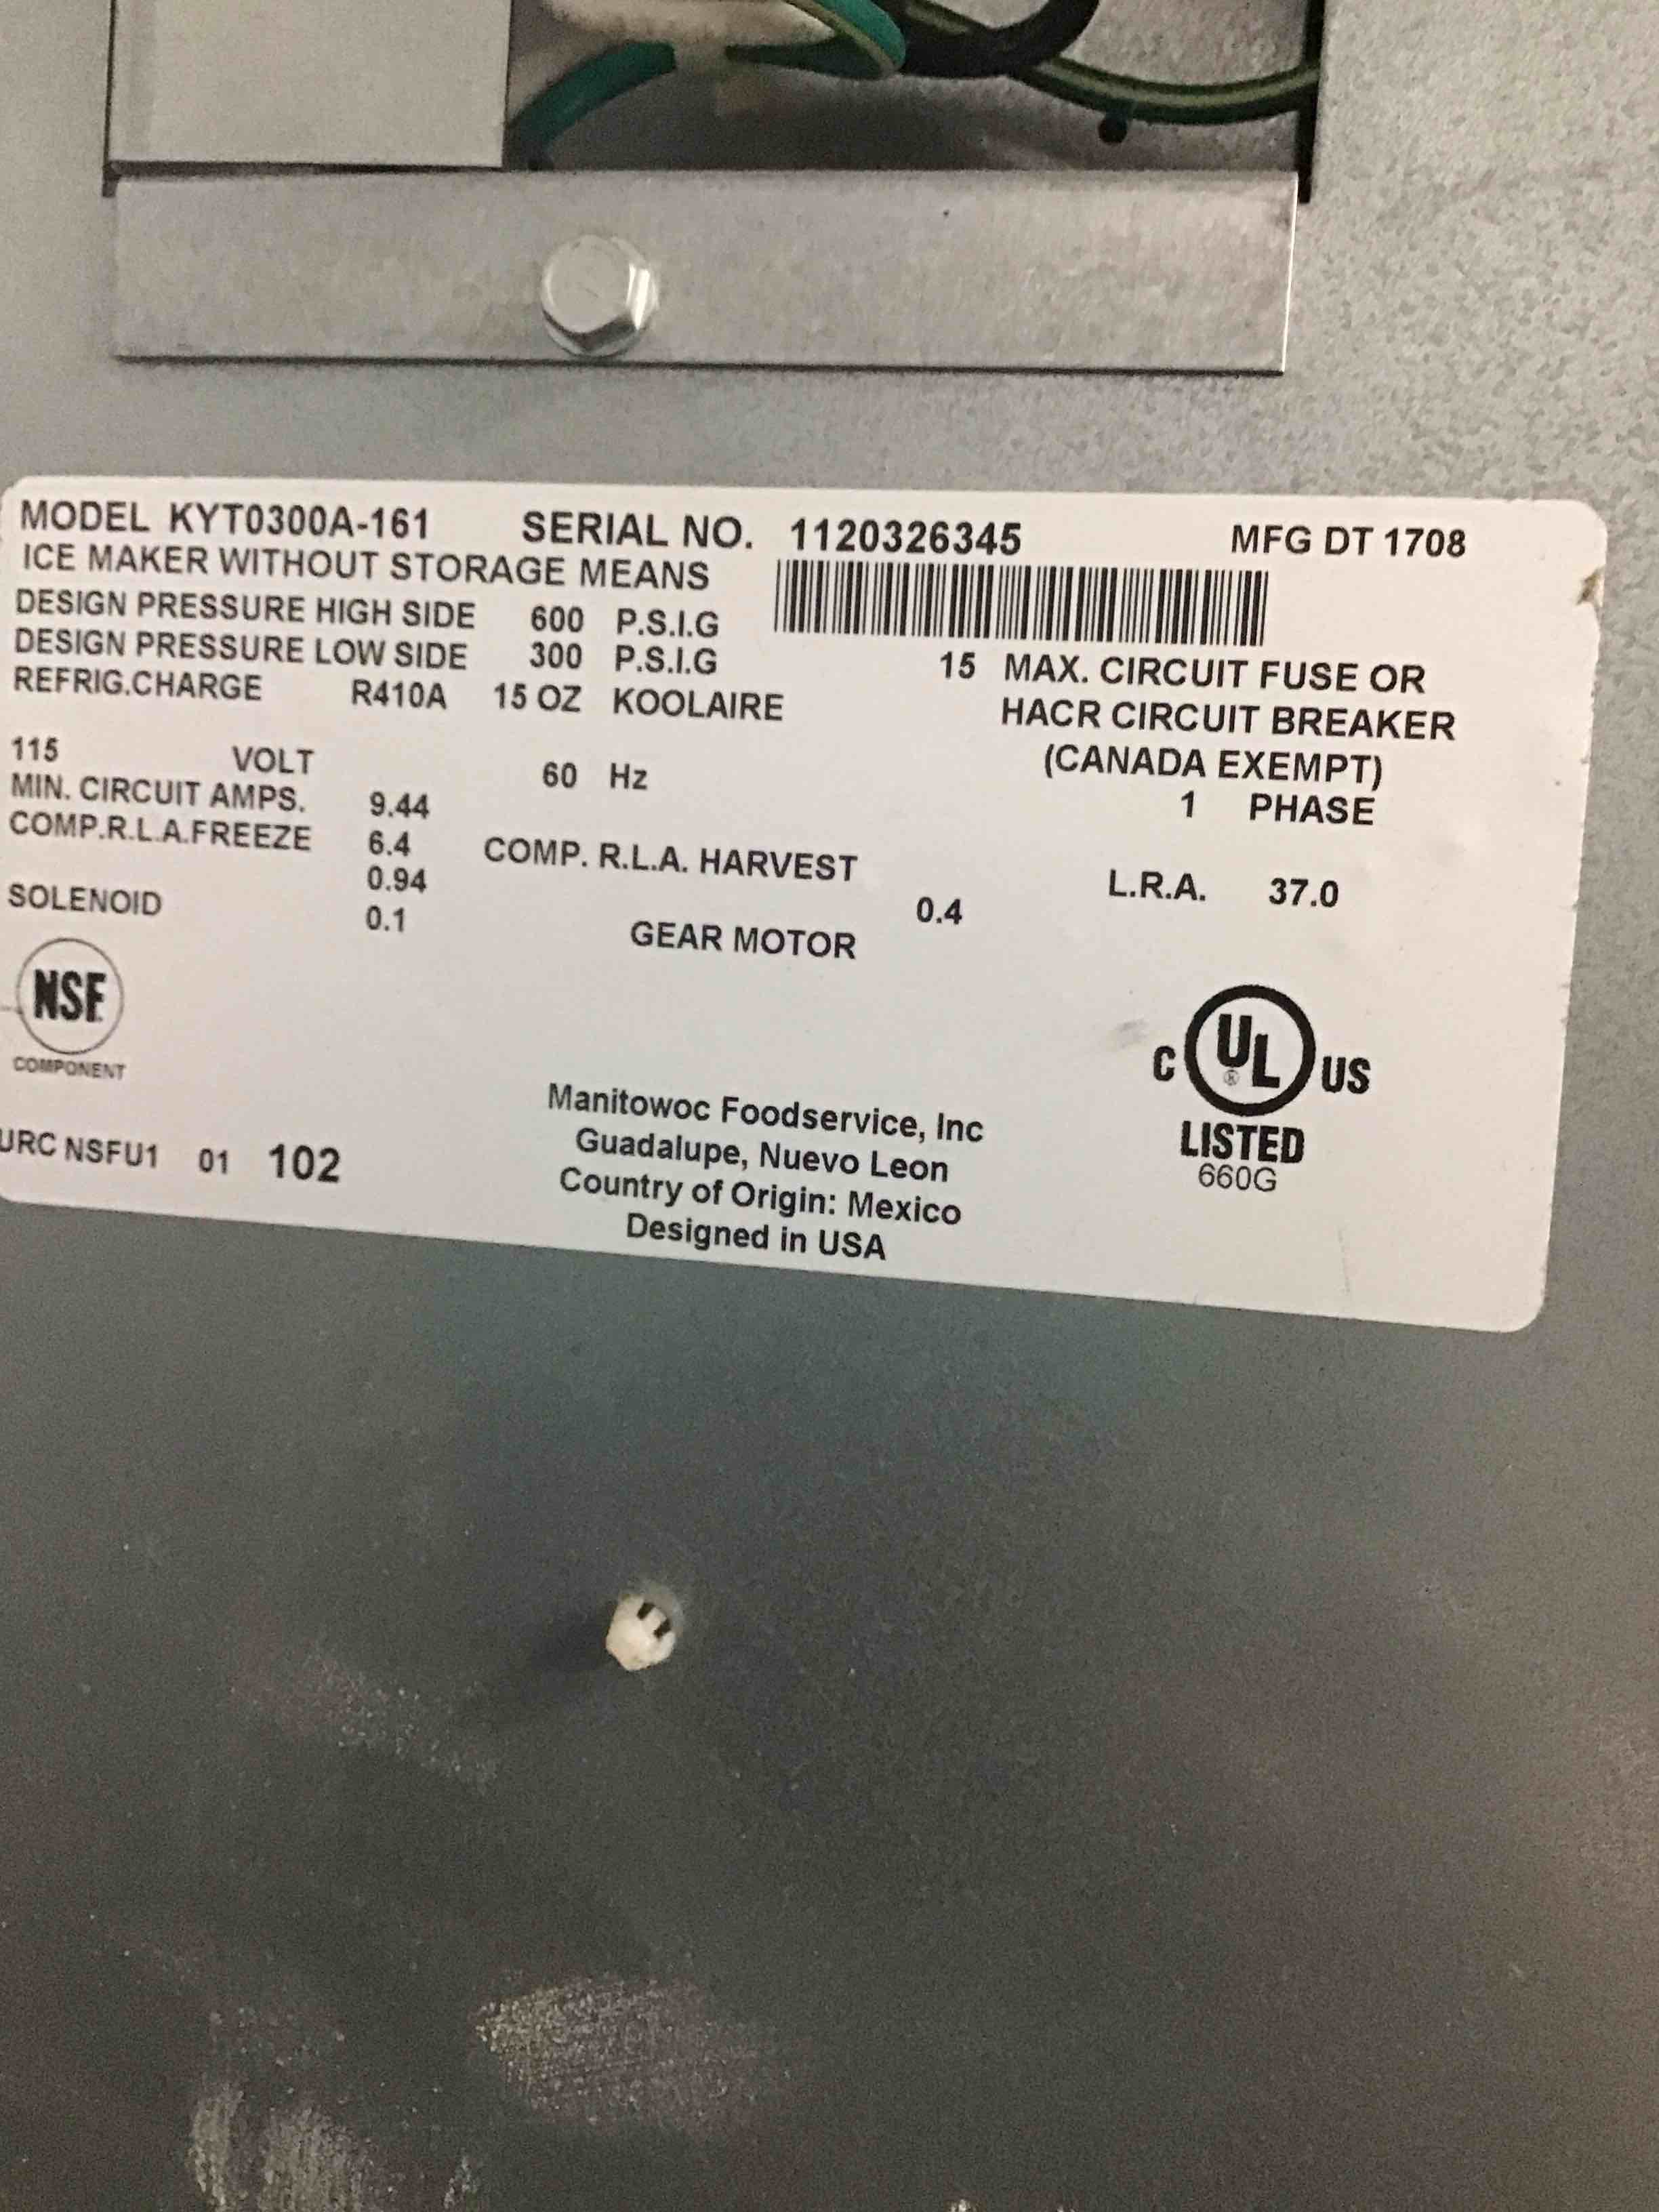 MODEL KYT0300A-161 SERIAL NO. 1120326345 MFG DT 1708
ICE MAKER WITHOUT STORAGE MEANS
DESIGN PRESSURE HIGH SIDE 600 P.S.I.G
DESIGN PRESSURE LOW SIDE 300 P.S.I.G
REFRIG.CHARGE R410A 15 OZ KOOLAIRE
15 MAX. CIRCUIT FUSE OR
HACR CIRCUIT BREAKER
(CANADA EXEMPT)
115 VOLT 60 Hz 1 PHASE
MIN. CIRCUIT AMPS. 9.44
COMP.R.L.A.FREEZE 6.4 COMP. R.L.A. HARVEST L.R.A. 37.0
0.94 0.4
SOLENOID 0.1 GEAR MOTOR
NSF
COMPONENT
C UL ® US
LISTED
660G
Manitowoc Foodservice, Inc
Guadalupe, Nuevo Leon
Country of Origin: Mexico
Designed in USA
URC NSFU1 01 102